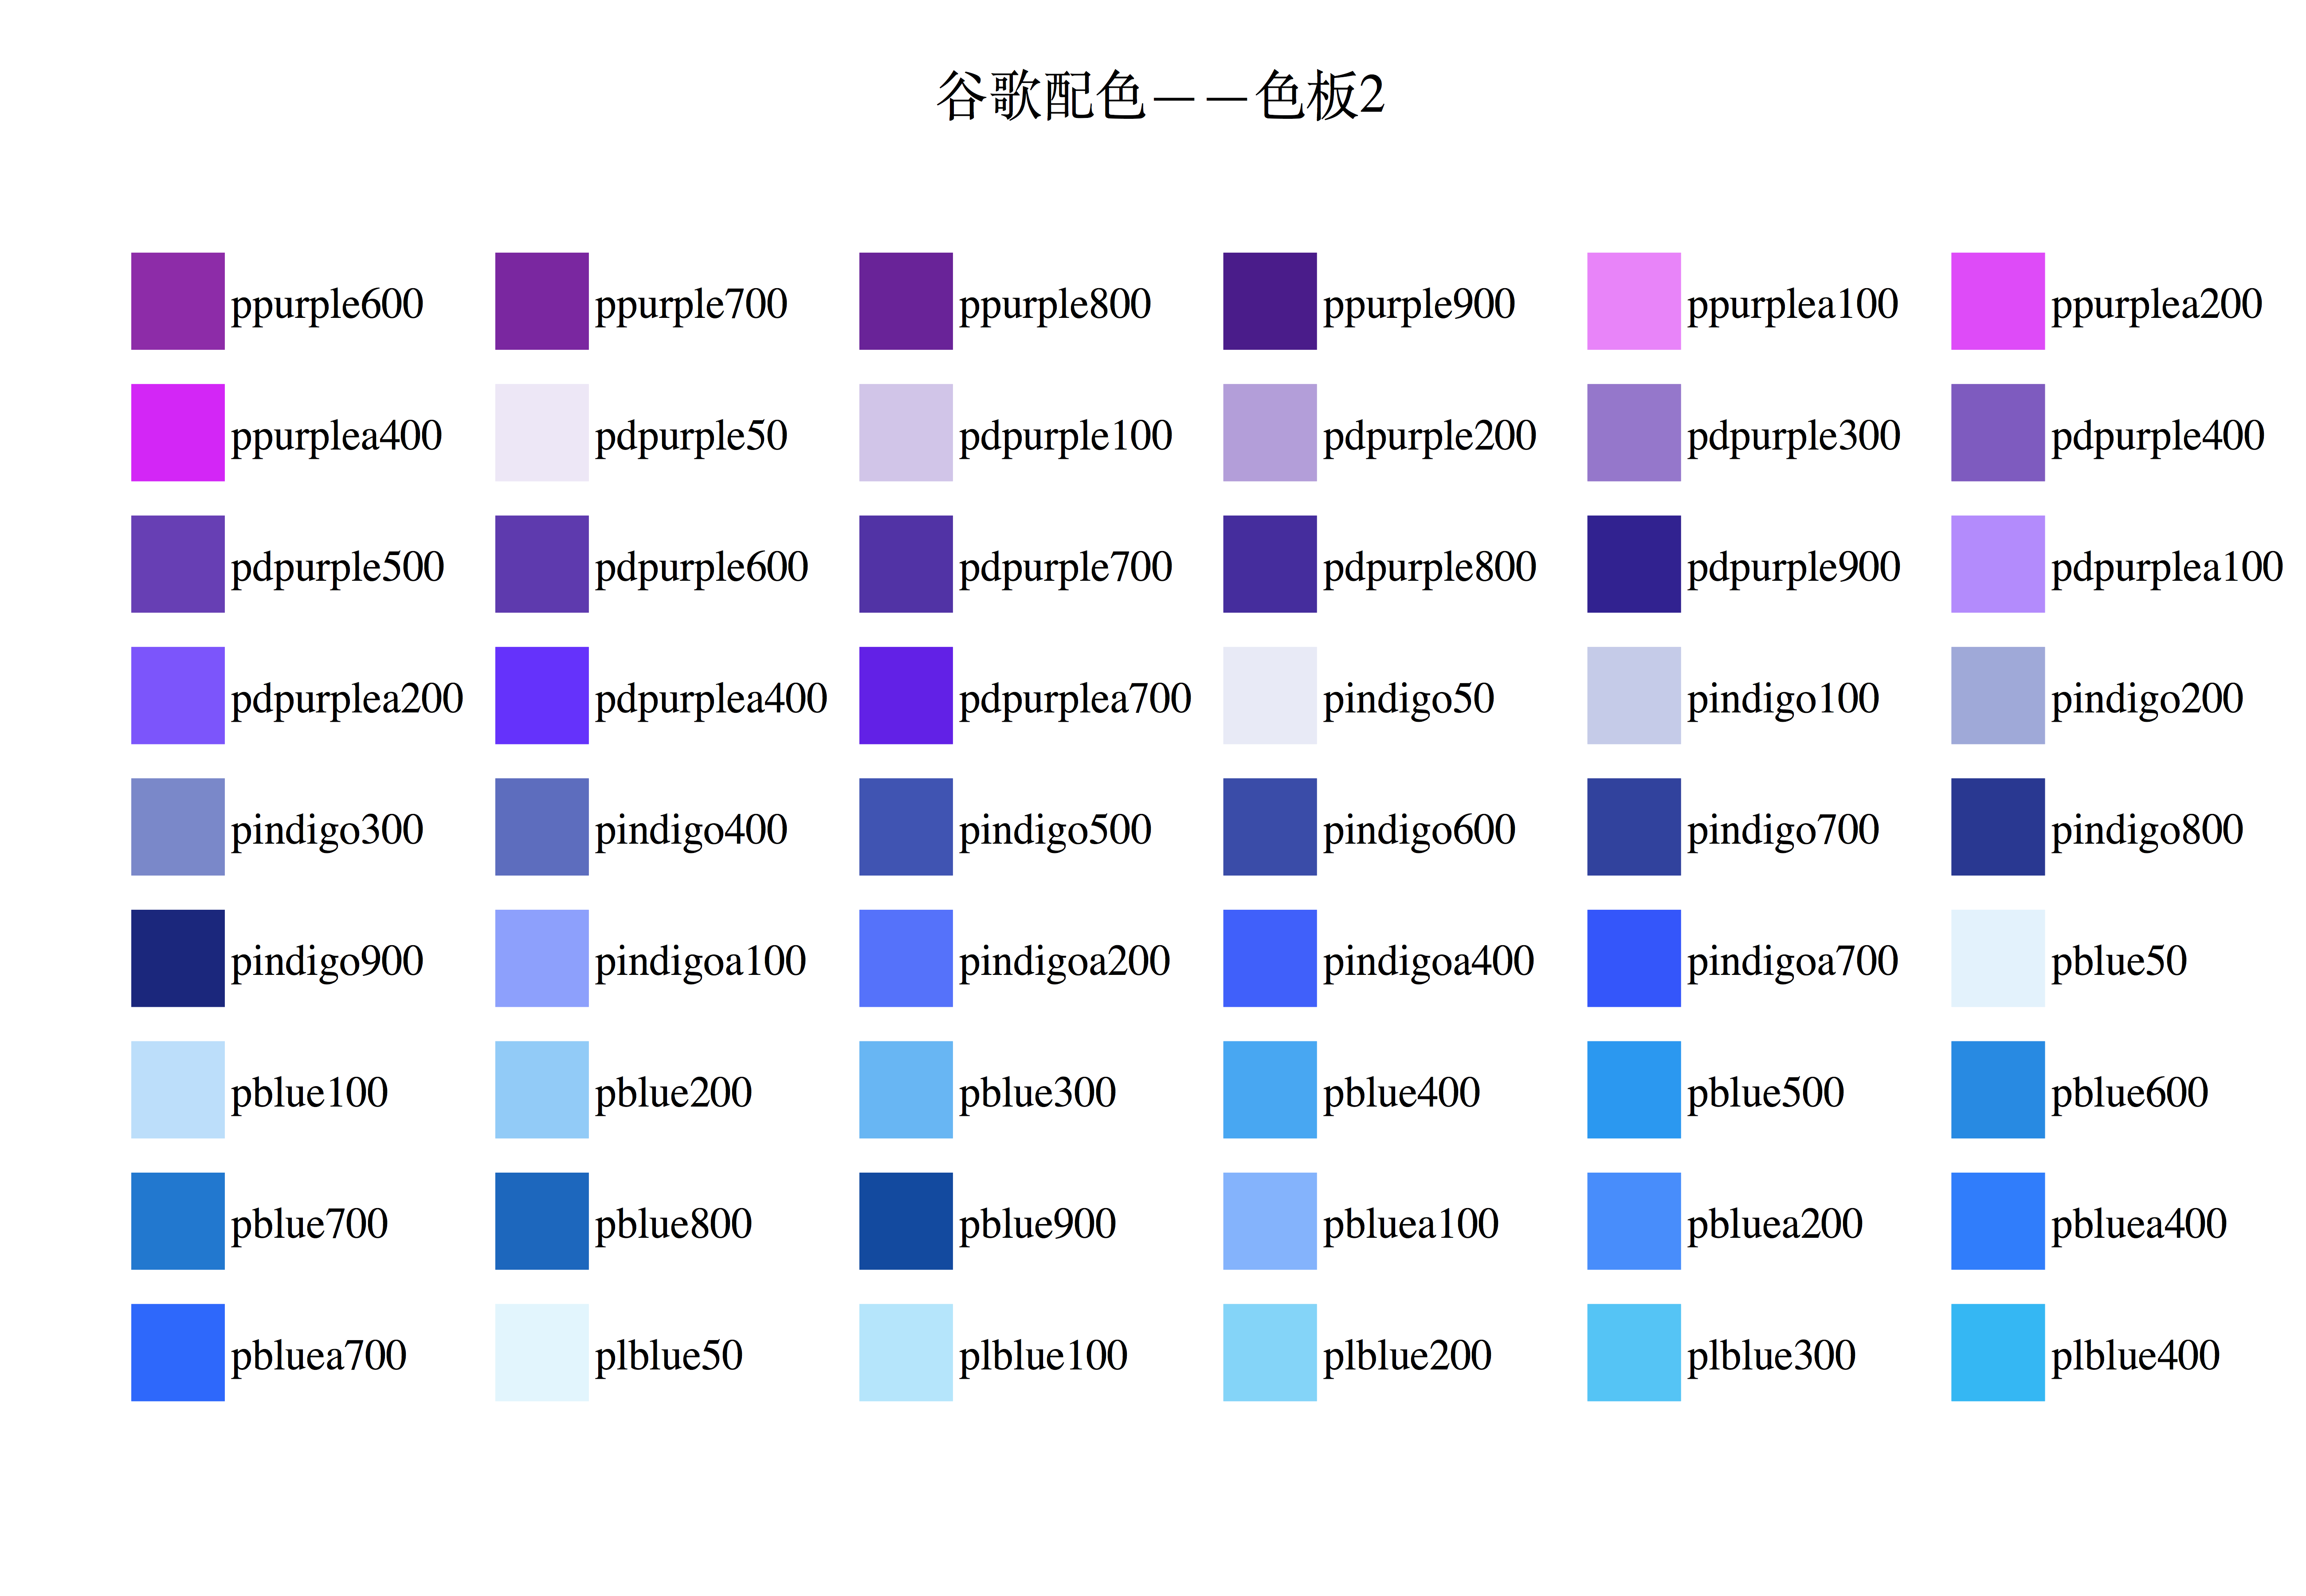 谷歌配色——色板2
ppurple600 ppurple700 ppurple800 ppurple900 ppurplea100 ppurplea200
ppurplea400 pdpurple50 pdpurple100 pdpurple200 pdpurple300 pdpurple400
pdpurple500 pdpurple600 pdpurple700 pdpurple800 pdpurple900 pdpurplea100
pdpurplea200 pdpurplea400 pdpurplea700 pindigo50 pindigo100 pindigo200
pindigo300 pindigo400 pindigo500 pindigo600 pindigo700 pindigo800
pindigo900 pindigoa100 pindigoa200 pindigoa400 pindigoa700 pblue50
pblue100 pblue200 pblue300 pblue400 pblue500 pblue600
pblue700 pblue800 pblue900 pbluea100 pbluea200 pbluea400
pbluea700 plblue50 plblue100 plblue200 plblue300 plblue400